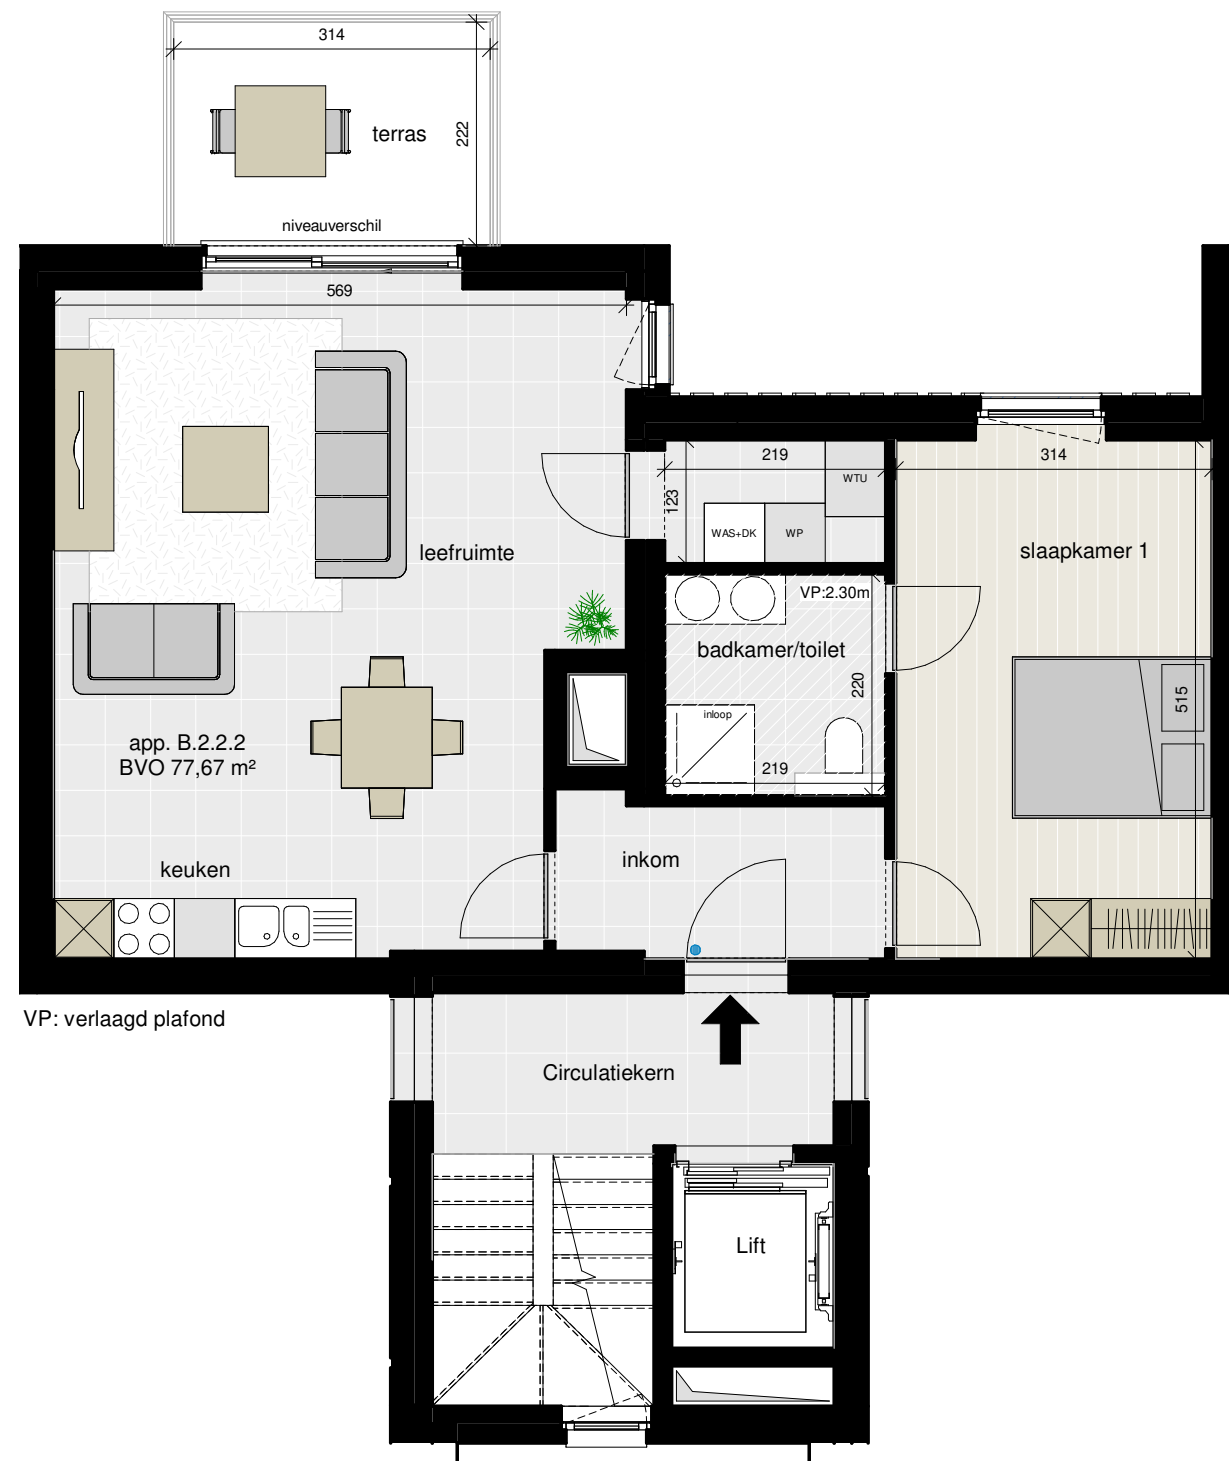 314
terras
222
niveauverschil
569
219
314
WTU
123
WAS+DK
WP
leefruimte
slaapkamer 1
VP:2.30m
badkamer/toilet
220
515
inloop
app. B.2.2.2
BVO 77,67 m²
219
inkom
keuken
VP: verlaagd plafond
Circulatiekern
Lift